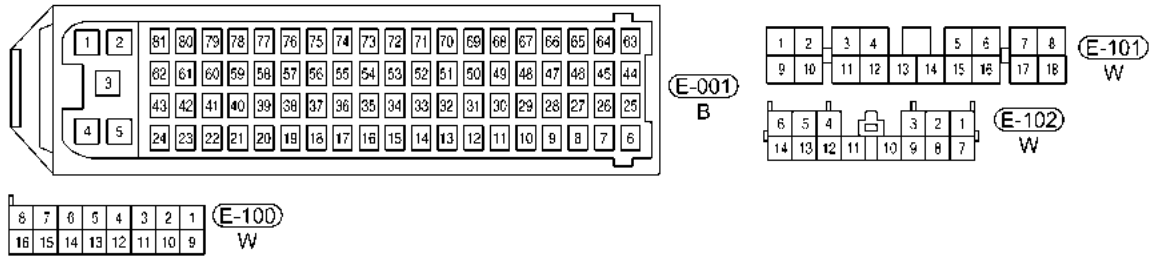 1 2 81 80 79 78 77 76 75 74 73 72 71 70 69 68 67 66 65 64 63
3 62 61 60 59 58 57 56 55 54 53 52 51 50 49 48 47 46 45 44
43 42 41 40 39 38 37 36 35 34 33 32 31 30 29 28 27 26 25
4 5 24 23 22 21 20 19 18 17 16 15 14 13 12 11 10 9 8 7 6
E-001
B
1 2 3 4 5 6 7 8
9 10 11 12 13 14 15 16 17 18
E-101
W
6 5 4 3 2 1
14 13 12 11 10 9 8 7
E-102
W
8 7 6 5 4 3 2 1
16 15 14 13 12 11 10 9
E-100
W